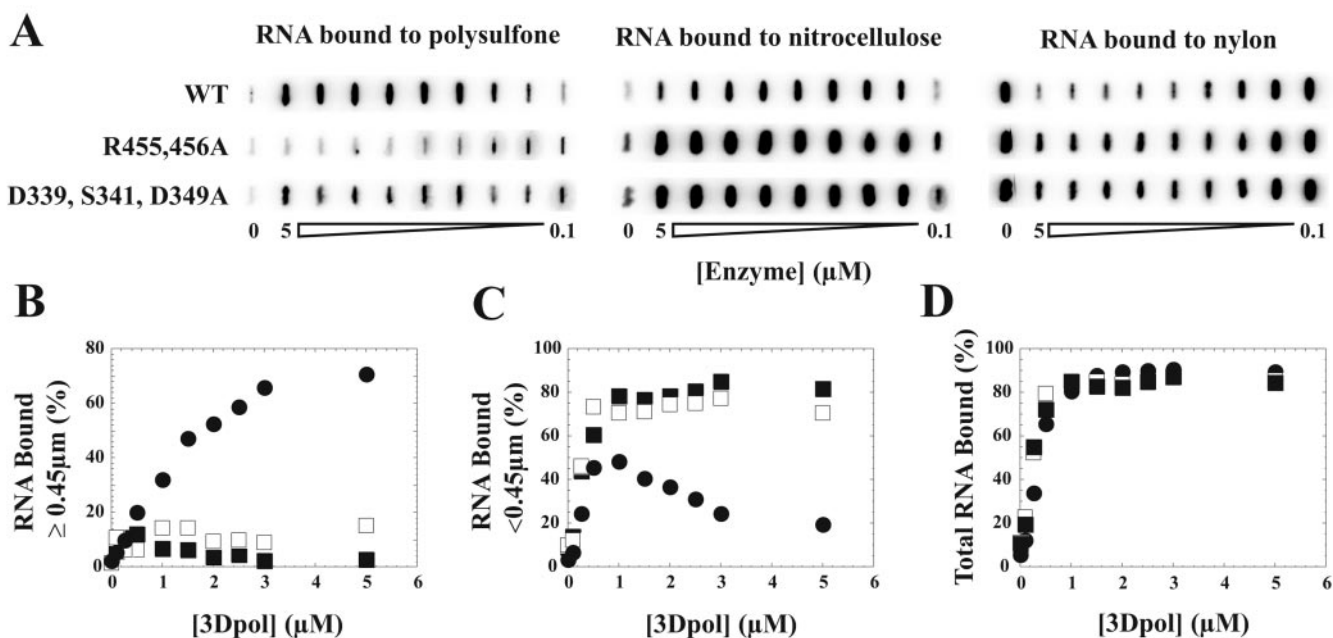 A
RNA bound to polysulfone RNA bound to nitrocellulose RNA bound to nylon
WT
R455,456A
D339, S341, D349A
0 5 0.1 0 5 0.1 0 5 0.1
[Enzyme] (µM)
B
RNA Bound
≥ 0.45µm (%)
80
60
40
20
0
0 1 2 3 4 5 6
[3Dpol] (µM)
C
RNA Bound
<0.45µm (%)
100
80
60
40
20
0
0 1 2 3 4 5 6
[3Dpol] (µM)
D
Total RNA Bound (%)
100
80
60
40
20
0
0 1 2 3 4 5 6
[3Dpol] (µM)